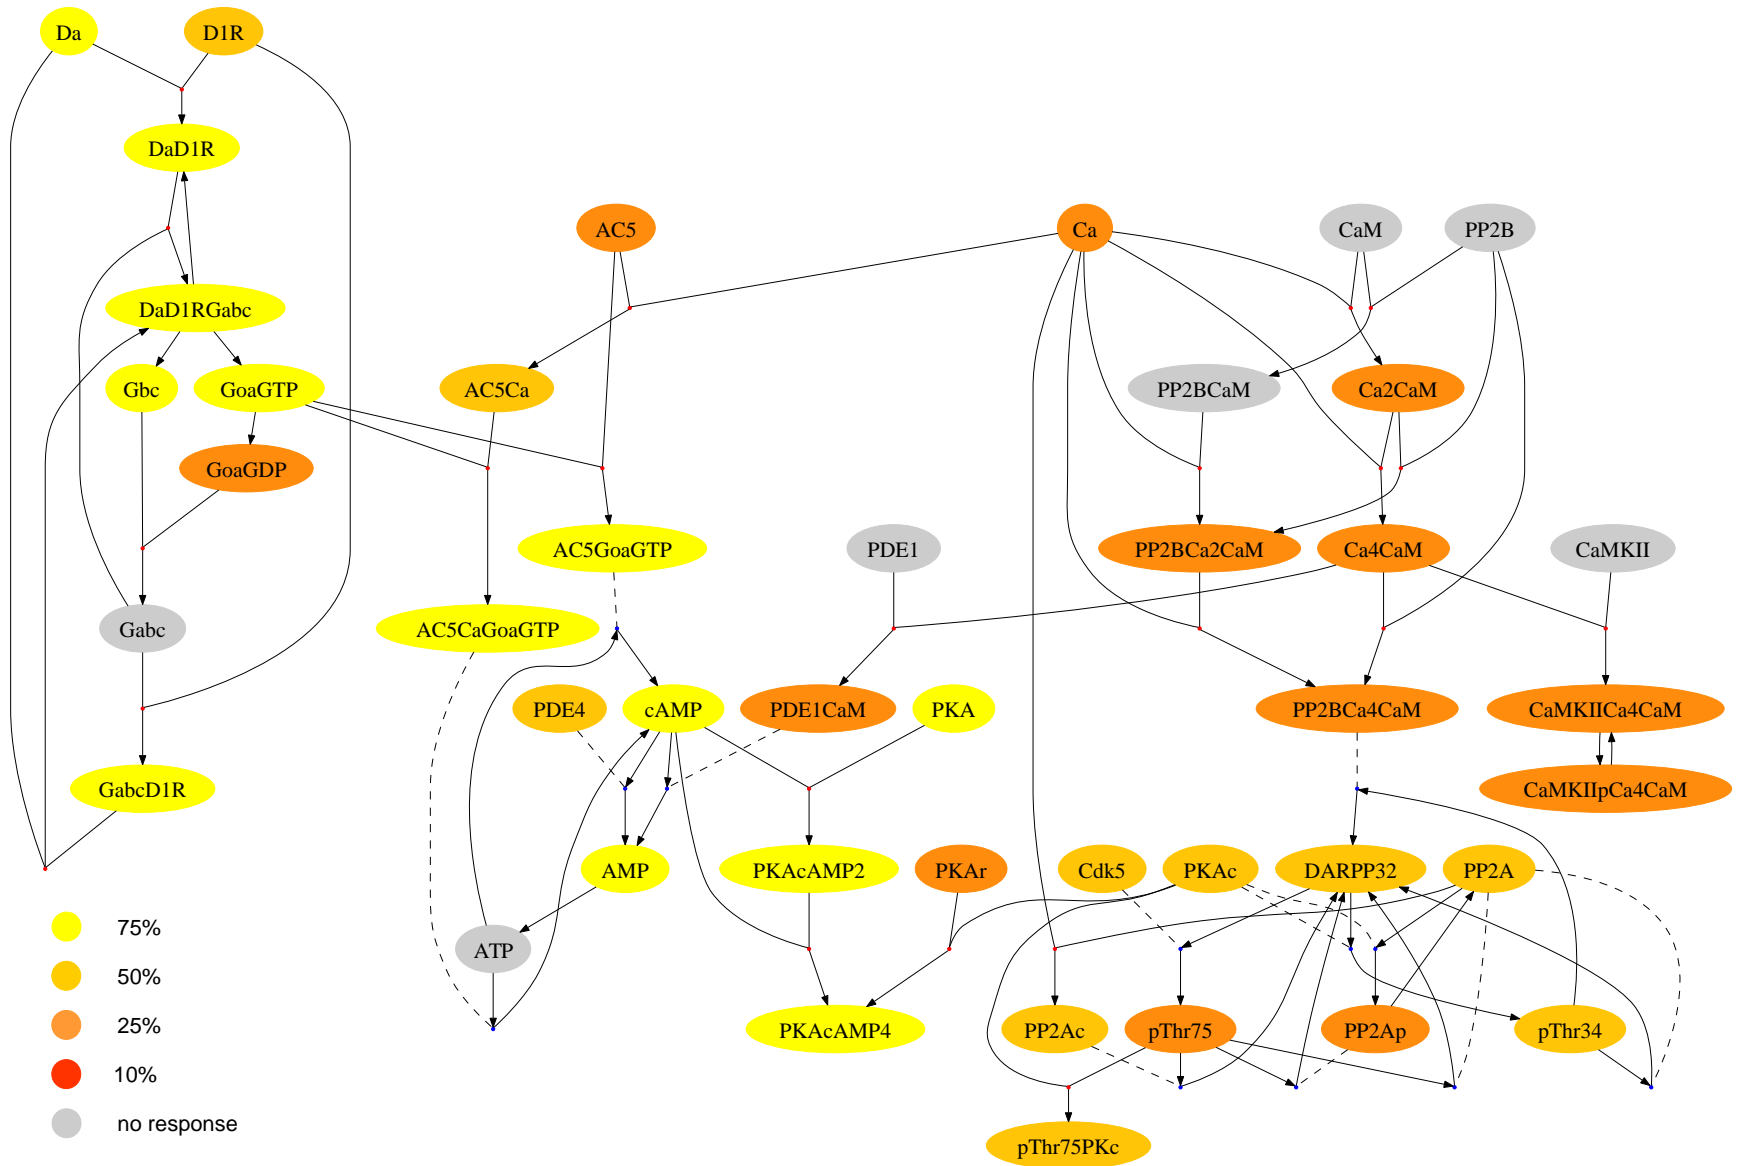 Da
D1R
DaD1R
AC5
Ca
CaM
PP2B
DaD1RGabc
Gbc
GoaGTP
AC5Ca
PP2BCaM
Ca2CaM
GoaGDP
AC5GoaGTP
PDE1
PP2BCa2CaM
Ca4CaM
CaMKII
Gabc
AC5CaGoaGTP
PDE4
cAMP
PDE1CaM
PKA
PP2BCa4CaM
CaMKIICa4CaM
GabcD1R
CaMKIIpCa4CaM
AMP
PKAcAMP2
PKAr
Cdk5
PKAc
DARPP32
PP2A
75%
ATP
50%
25%
PKAcAMP4
PP2Ac
pThr75
PP2Ap
pThr34
10%
no response
pThr75PKc